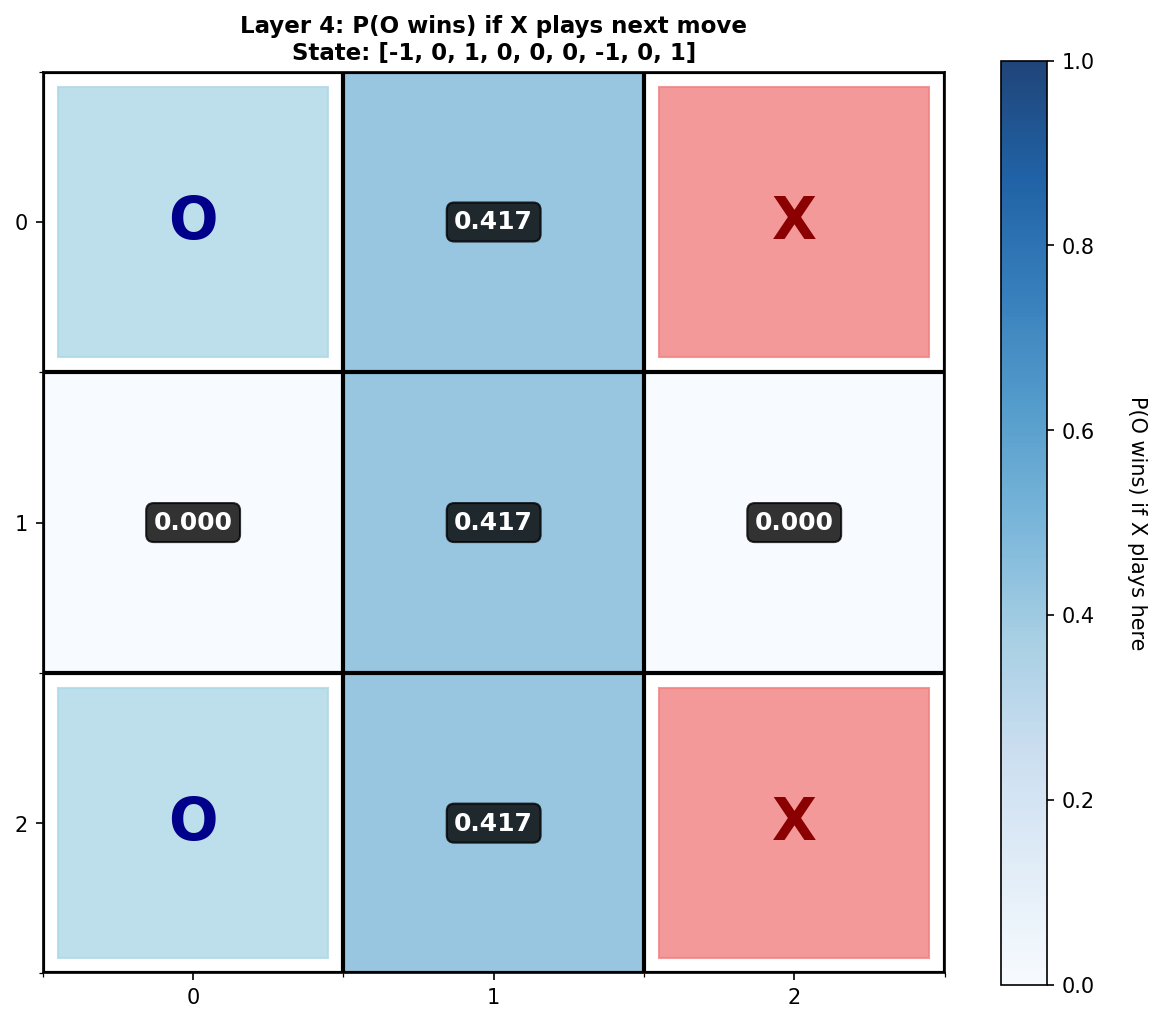 Layer 4: P(O wins) if X plays next move
State: [-1, 0, 1, 0, 0, 0, -1, 0, 1]
0
O
0.417
X
1
0.000
0.417
0.000
2
O
0.417
X
0
1
2
1.0
0.8
0.6
0.4
0.2
0.0
P(O wins) if X plays here